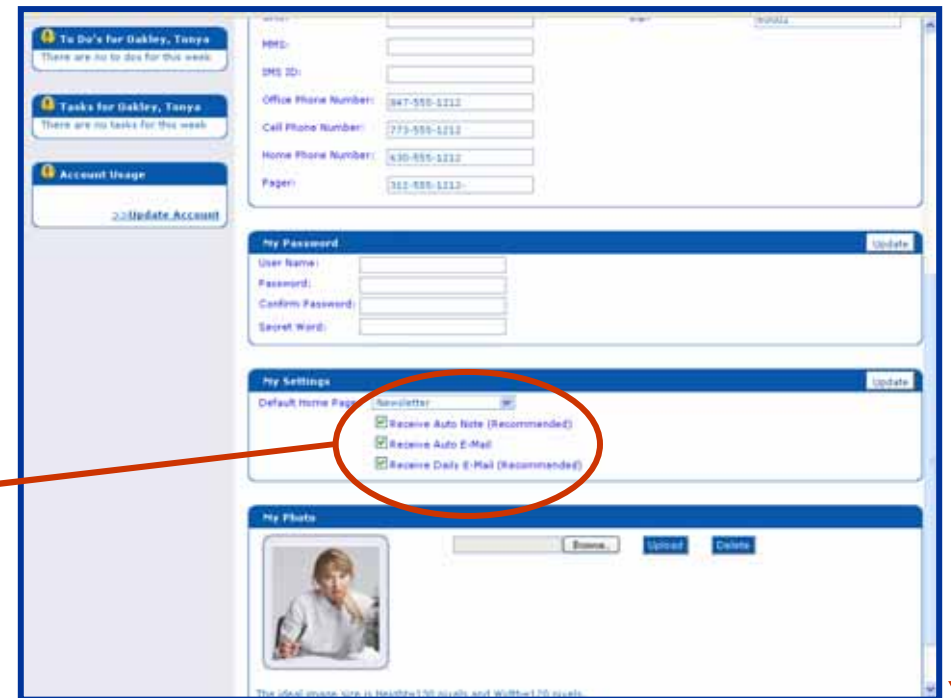 To Do's for Oakley, Tanya
There are no to dos for this week
Tasks for Oakley, Tanya
There are no tasks for this week
Account Usage
>>Update Account
MMS:
SMS ID:
Office Phone Number: 847-555-1212
Cell Phone Number: 773-555-1212
Home Phone Number: 630-555-1212
Pager: 312-555-1212-
My Password Update
User Name:
Password:
Confirm Password:
Secret Word:
My Settings Update
Default Home Page Newsletter
Receive Auto Note (Recommended)
Receive Auto E-Mail
Receive Daily E-Mail (Recommended)
My Photo
Browse.. Upload Delete
The ideal image size is Height=130 pixels and Width=120 pixels.